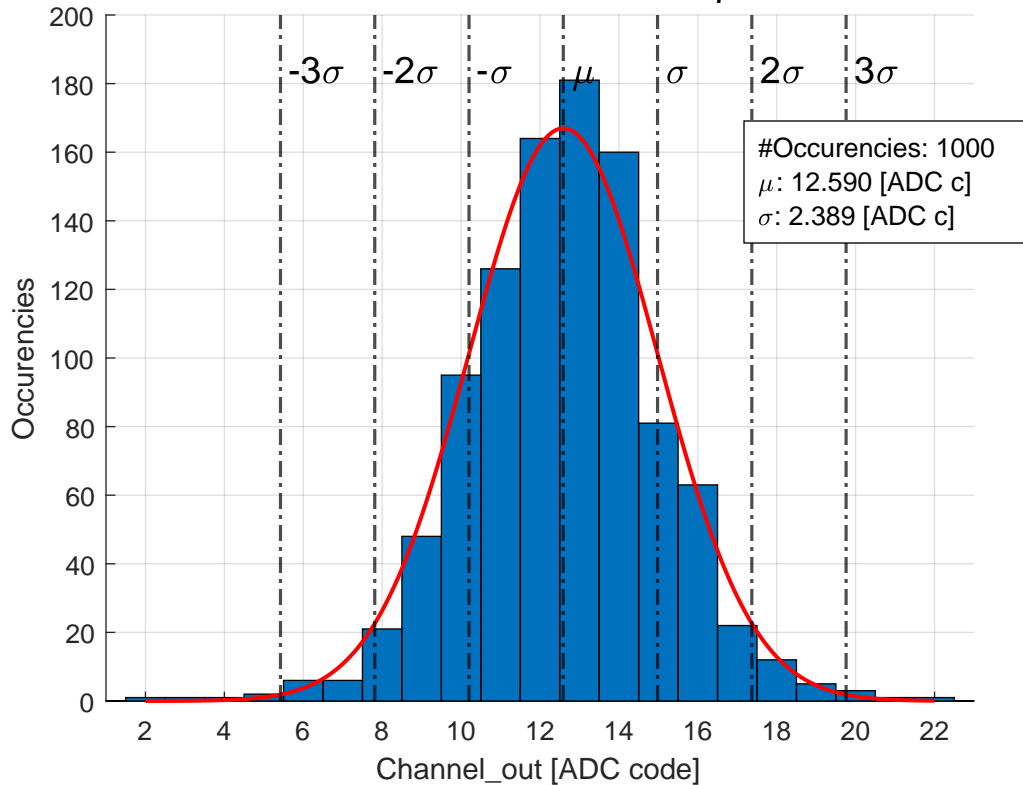 200
180
160
140
120
100
80
60
40
20
0
Occurencies
-3σ -2σ -σ μ σ 2σ 3σ
#Occurencies: 1000
μ: 12.590 [ADC c]
σ: 2.389 [ADC c]
2 4 6 8 10 12 14 16 18 20 22
Channel_out [ADC code]